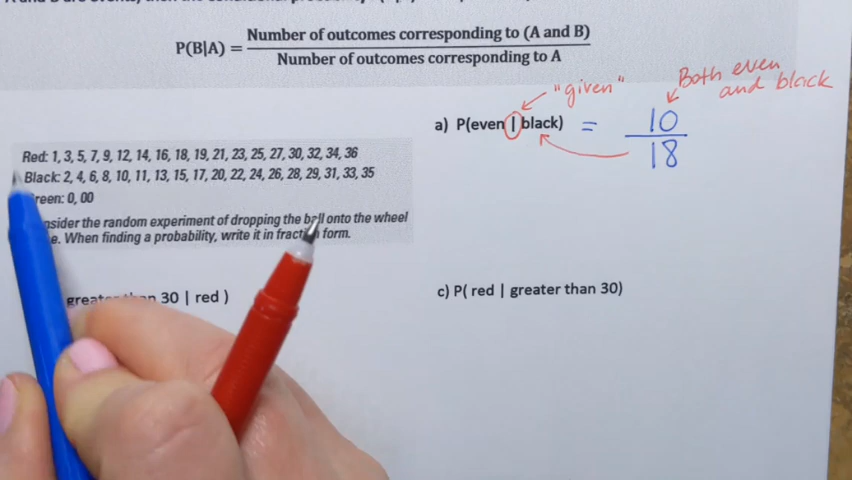 P(B|A) = Number of outcomes corresponding to (A and B)
Number of outcomes corresponding to A
Red: 1, 3, 5, 7, 9, 12, 14, 16, 18, 19, 21, 23, 25, 27, 30, 32, 34, 36
Black: 2, 4, 6, 8, 10, 11, 13, 15, 17, 20, 22, 24, 26, 28, 29, 31, 33, 35
reen: 0, 00
nsider the random experiment of dropping the ball onto the wheel
e. When finding a probability, write it in fraction form.
"given"
Both even
and black
a) P(even | black) = 10
18
greater than 30 | red )
c) P( red | greater than 30)